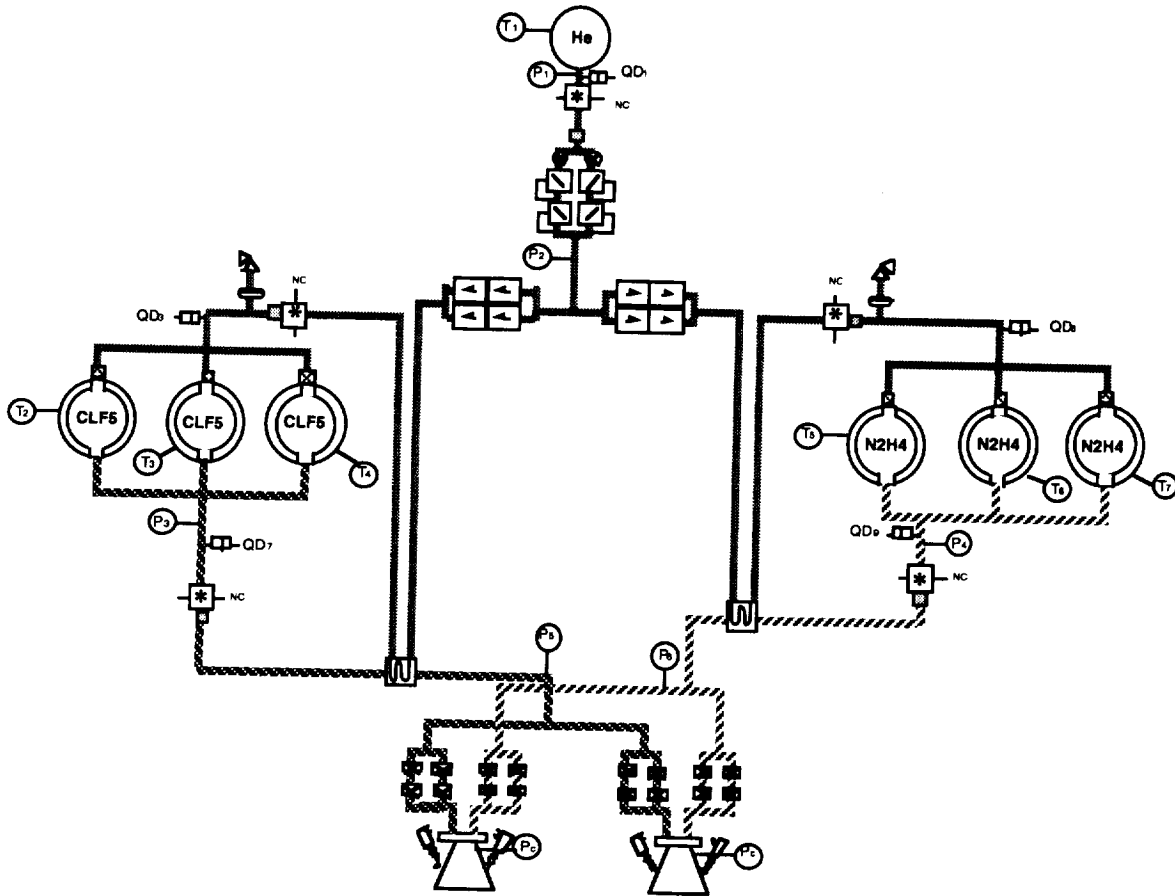 T1
He
P1
QD1
*
NC
P2
NC
NC
QD3
*
*
QD8
T2
CLF5
CLF5
CLF5
T5
N2H4
N2H4
N2H4
T3
T4
T6
T7
P3
QD9
P4
QD7
*
NC
*
NC
P5
P6
Pc
Pc